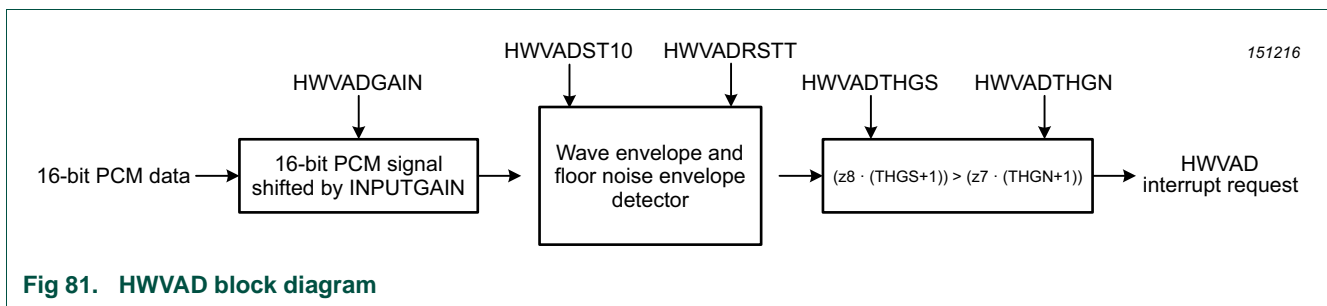 HWVADST10 HWVADRSTT
151216
HWVADGAIN
HWVADTHGS HWVADTHGN
16-bit PCM data
16-bit PCM signal
shifted by INPUTGAIN
Wave envelope and
floor noise envelope
detector
(z8 · (THGS+1)) > (z7 · (THGN+1))
HWVAD
interrupt request
Fig 81. HWVAD block diagram